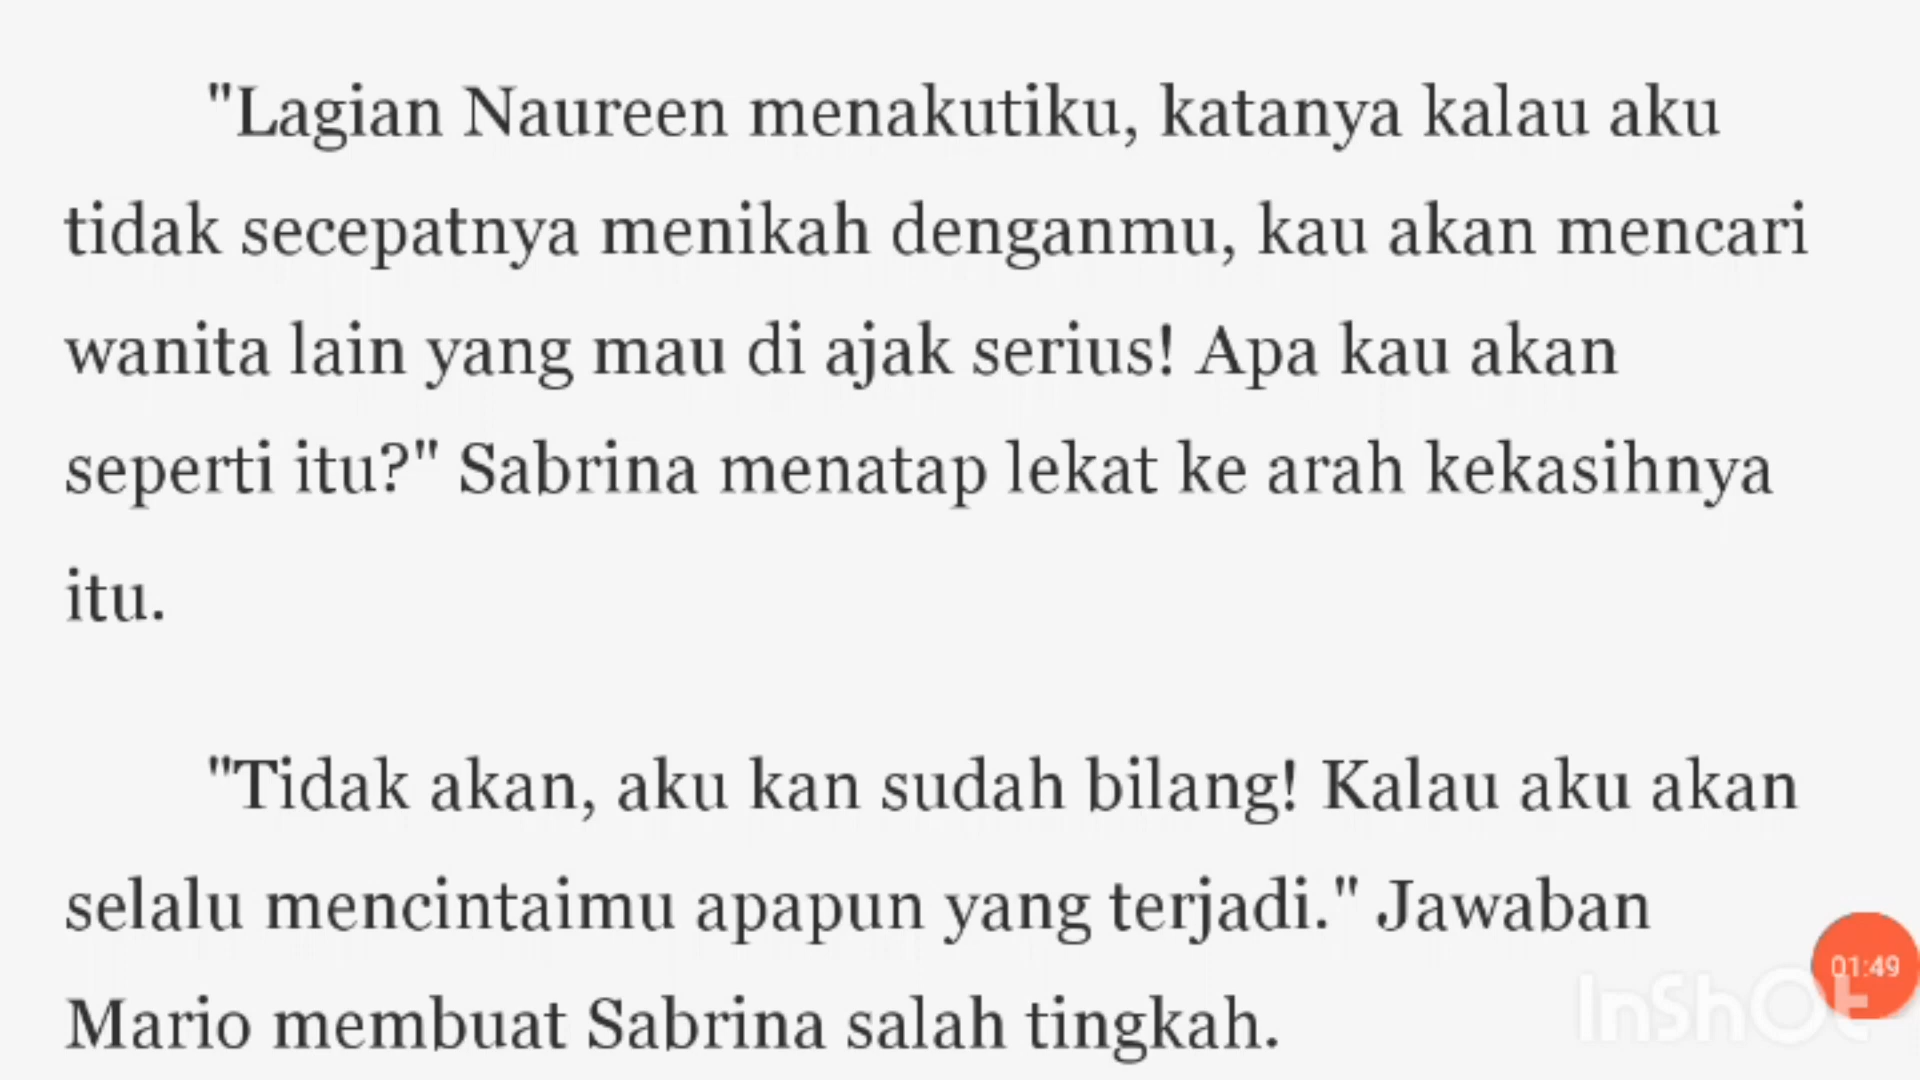 "Lagian Naureen menakutiku, katanya kalau aku
tidak secepatnya menikah denganmu, kau akan mencari
wanita lain yang mau di ajak serius! Apa kau akan
seperti itu?" Sabrina menatap lekat ke arah kekasihnya
itu.
"Tidak akan, aku kan sudah bilang! Kalau aku akan
selalu mencintaimu apapun yang terjadi." Jawaban
Mario membuat Sabrina salah tingkah.
01:49
InShOt